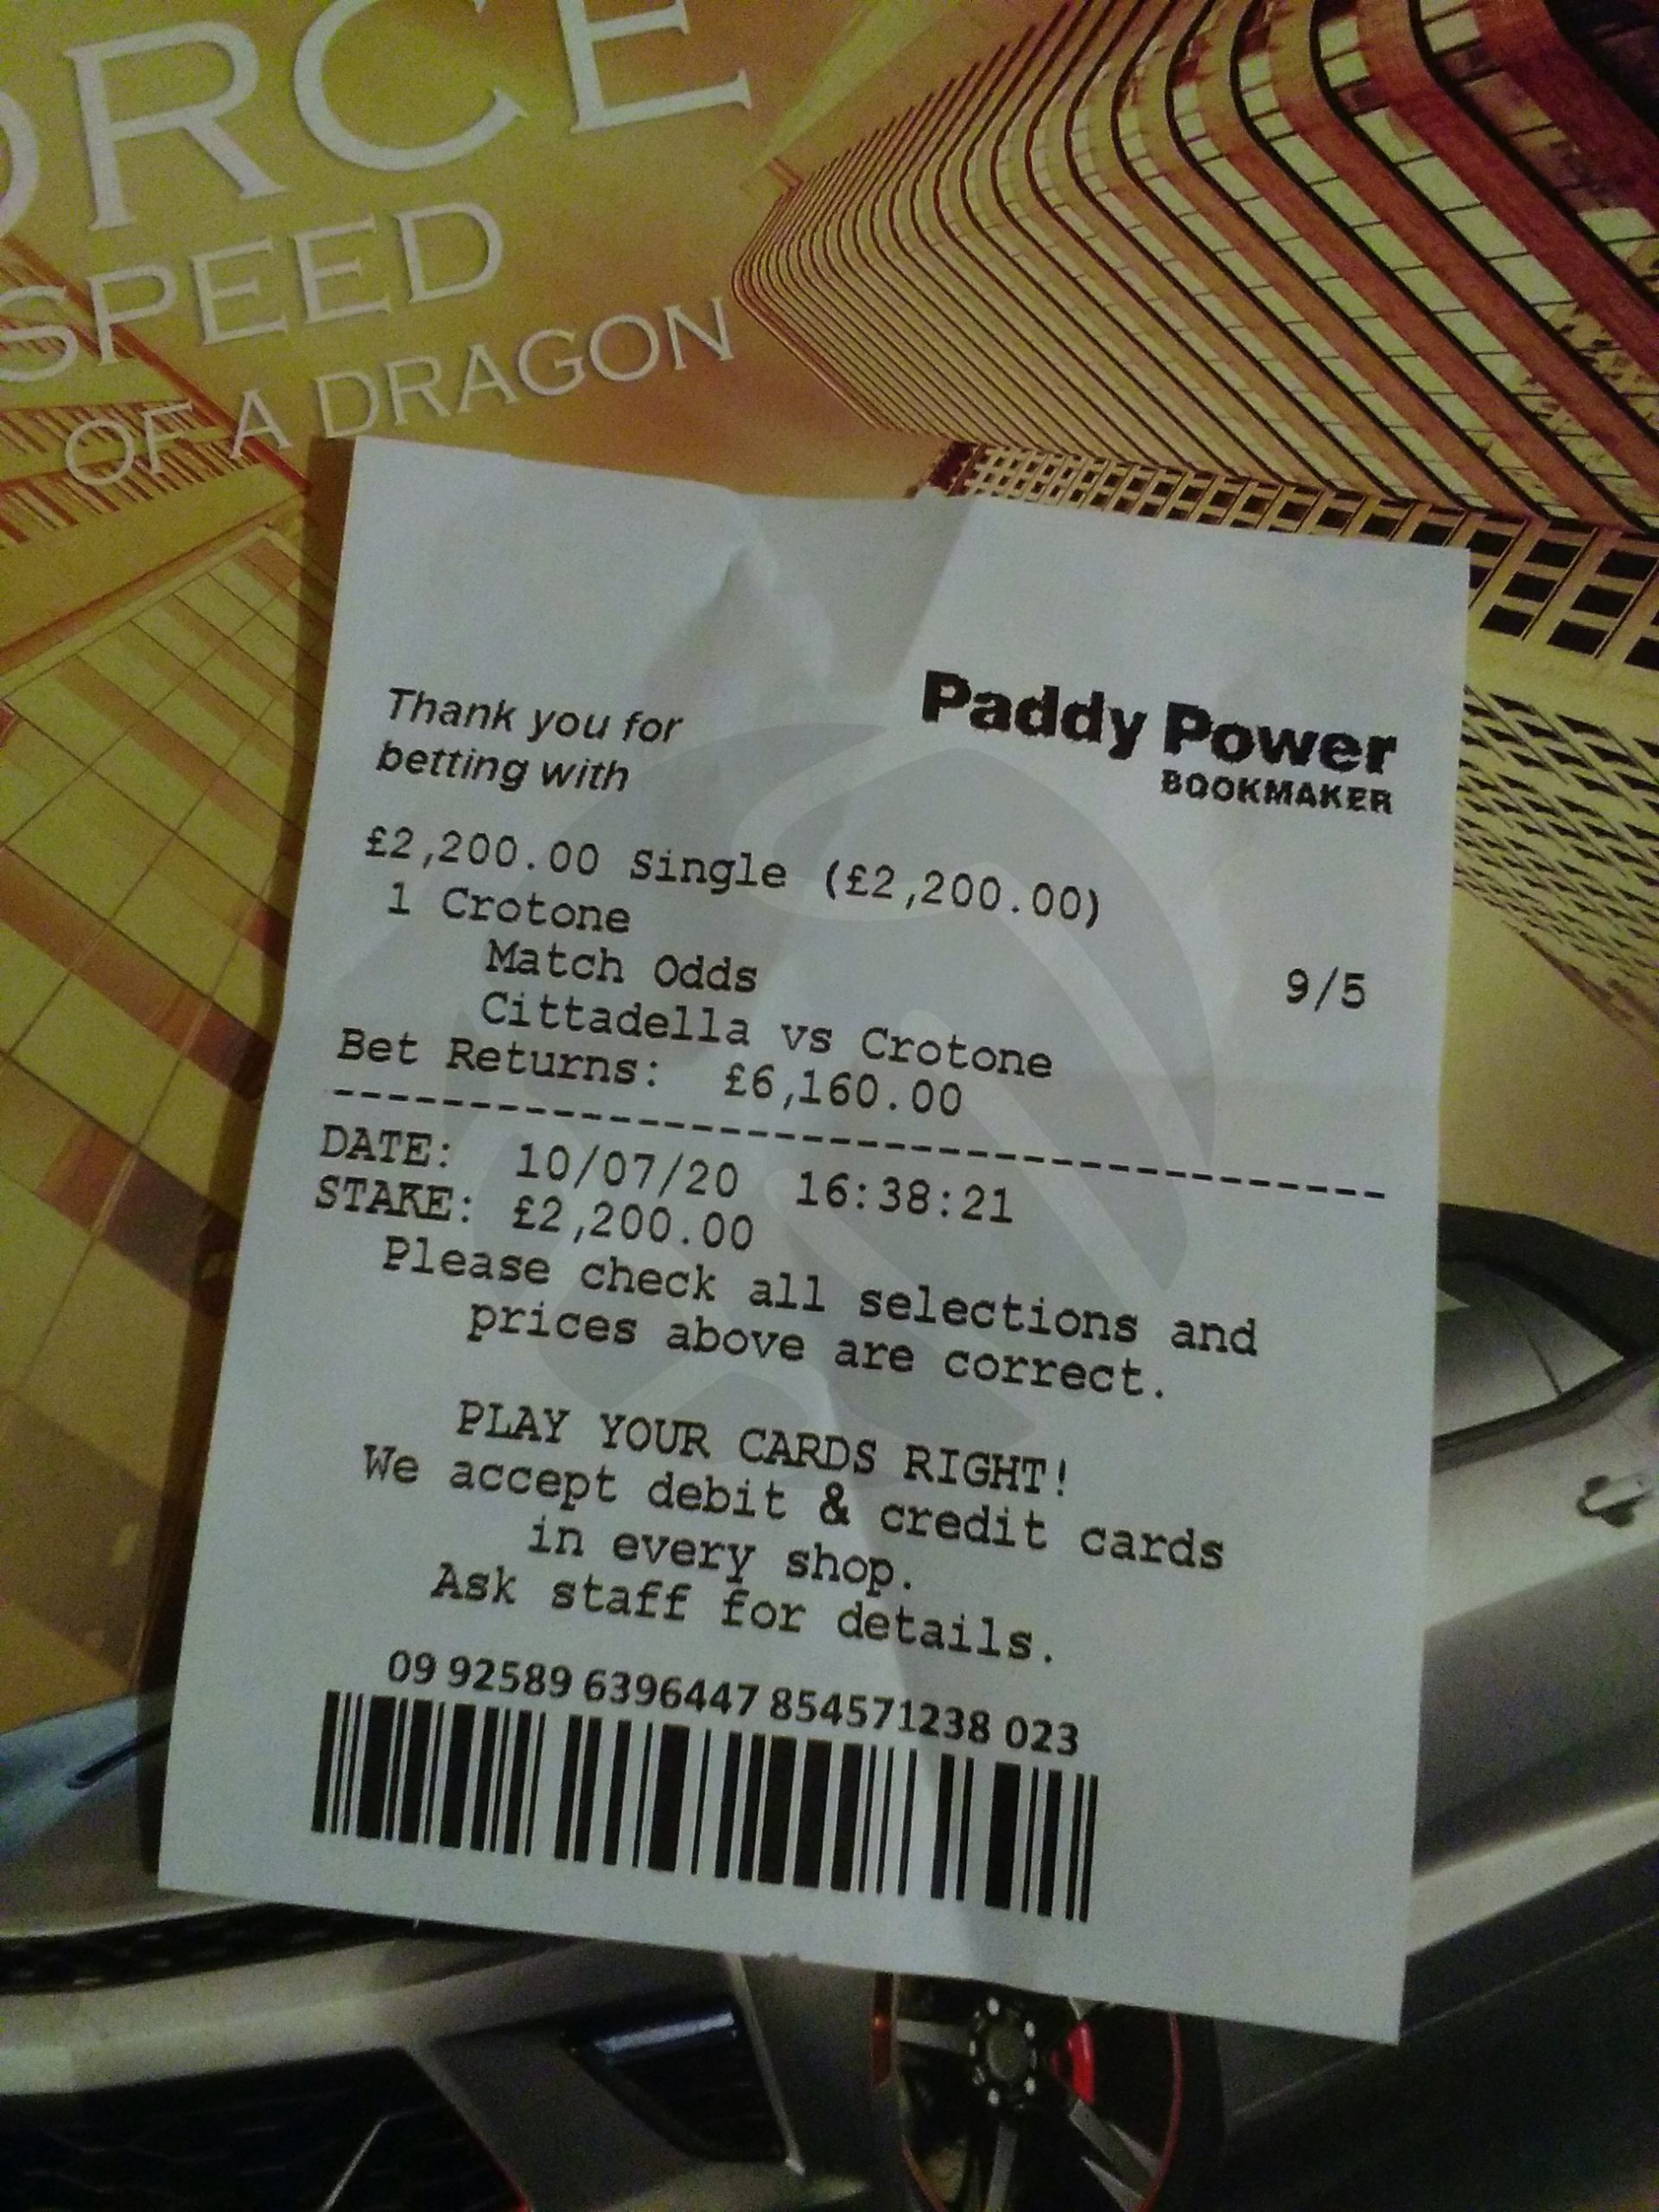 ORCE
SPEED
OF A DRAGON
Thank you for
betting with
Paddy Power
BOOKMAKER
£2,200.00 Single (£2,200.00)
1 Crotone
Match Odds 9/5
Cittadella vs Crotone
Bet Returns: £6,160.00
----------------------------------------
DATE: 10/07/20 16:38:21
STAKE: £2,200.00
Please check all selections and
prices above are correct.
PLAY YOUR CARDS RIGHT!
We accept debit & credit cards
in every shop.
Ask staff for details.
09 92589 6396447 854571238 023